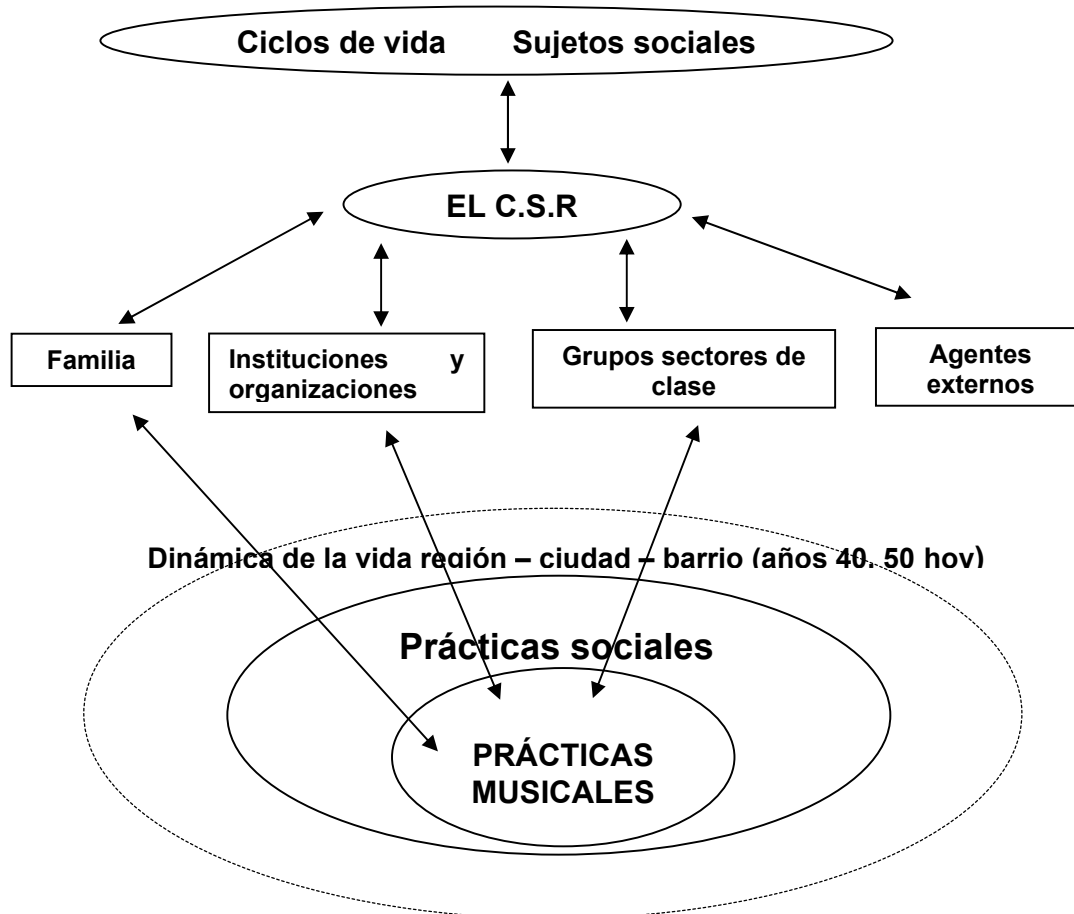 Ciclos de vida Sujetos sociales
EL C.S.R
Familia
Instituciones y
organizaciones
Grupos sectores de
clase
Agentes
externos
Dinámica de la vida región – ciudad – barrio (años 40, 50 hoy)
Prácticas sociales
PRÁCTICAS
MUSICALES